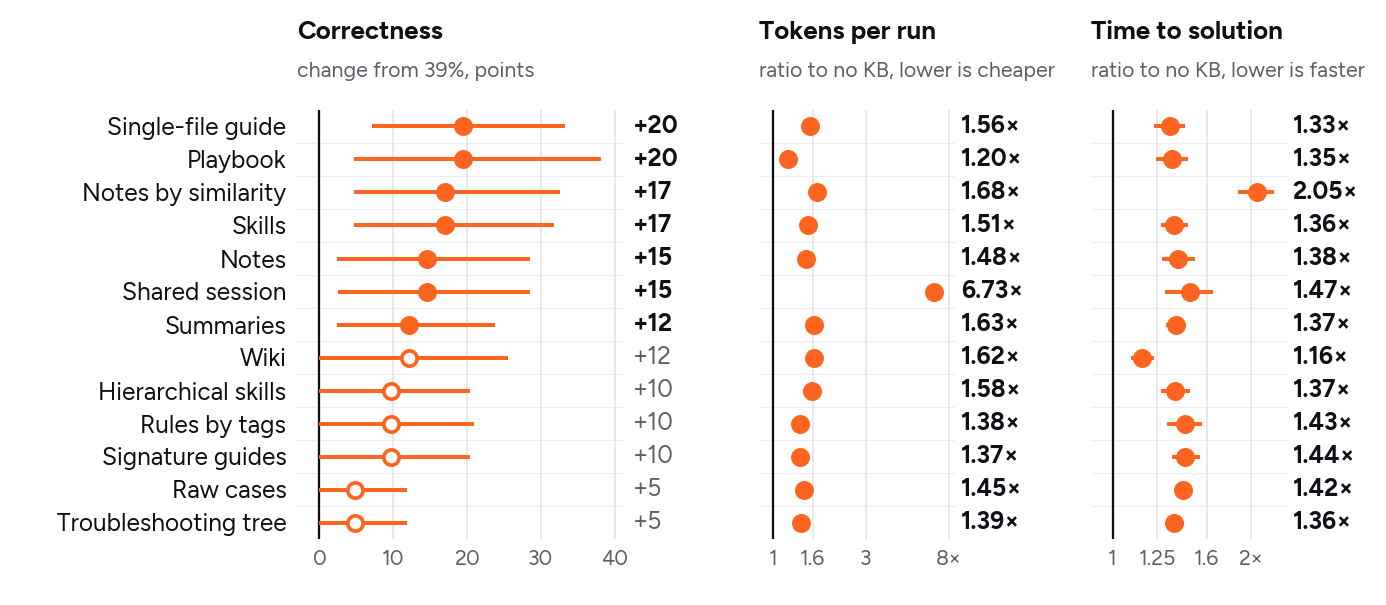 Correctness Tokens per run Time to solution
change from 39%, points ratio to no KB, lower is cheaper ratio to no KB, lower is faster
Single-file guide +20 1.56× 1.33×
Playbook +20 1.20× 1.35×
Notes by similarity +17 1.68× 2.05×
Skills +17 1.51× 1.36×
Notes +15 1.48× 1.38×
Shared session +15 6.73× 1.47×
Summaries +12 1.63× 1.37×
Wiki +12 1.62× 1.16×
Hierarchical skills +10 1.58× 1.37×
Rules by tags +10 1.38× 1.43×
Signature guides +10 1.37× 1.44×
Raw cases +5 1.45× 1.42×
Troubleshooting tree +5 1.39× 1.36×
0 10 20 30 40 1 1.6 3 8× 1 1.25 1.6 2×